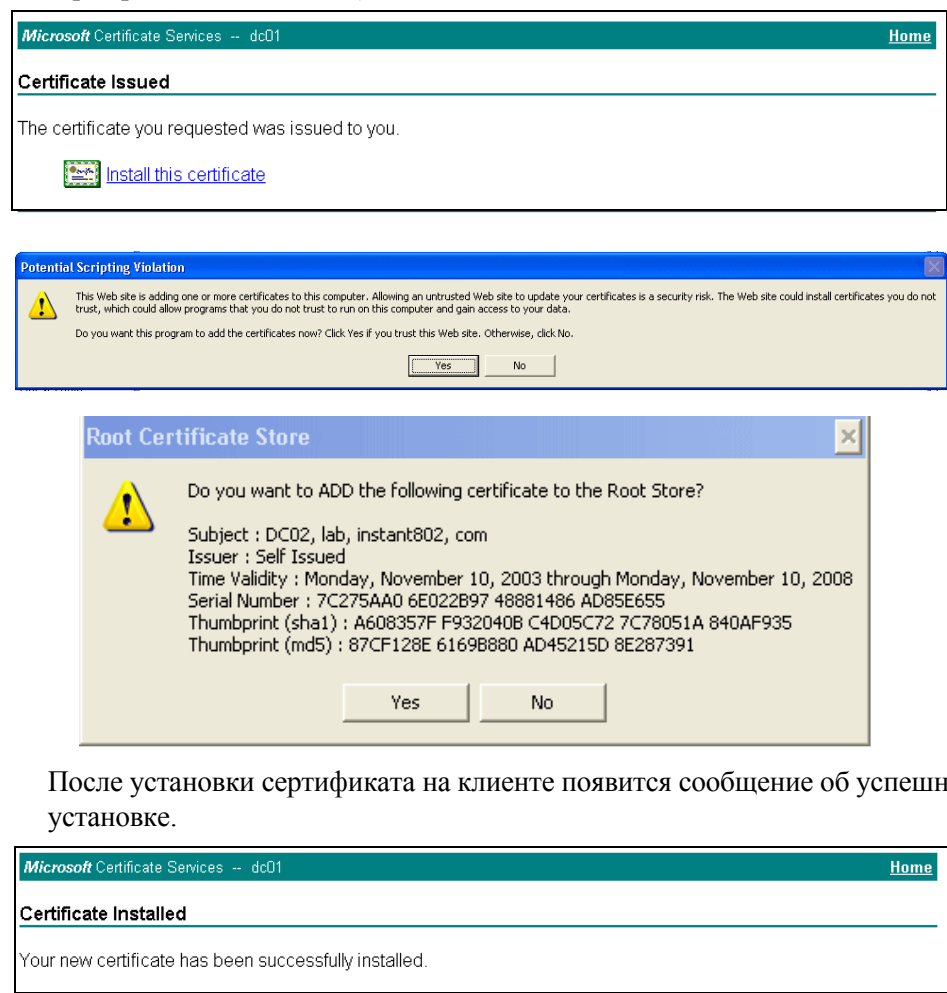 Microsoft Certificate Services -- dc01 Home
Certificate Issued
The certificate you requested was issued to you.
Install this certificate
Potential Scripting Violation
This Web site is adding one or more certificates to this computer. Allowing an untrusted Web site to update your certificates is a security risk. The Web site could install certificates you do not
trust, which could allow programs that you do not trust to run on this computer and gain access to your data.
Do you want this program to add the certificates now? Click Yes if you trust this Web site. Otherwise, click No.
Yes No
Root Certificate Store
Do you want to ADD the following certificate to the Root Store?
Subject : DC02, lab, instant802, com
Issuer : Self Issued
Time Validity : Monday, November 10, 2003 through Monday, November 10, 2008
Serial Number : 7C275AA0 6E022B97 48881486 AD85E655
Thumbprint (sha1) : A608357F F932040B C4D05C72 7C78051A 840AF935
Thumbprint (md5) : 87CF128E 6169B880 AD45215D 8E287391
Yes No
После установки сертификата на клиенте появится сообщение об успешн
установке.
Microsoft Certificate Services -- dc01 Home
Certificate Installed
Your new certificate has been successfully installed.